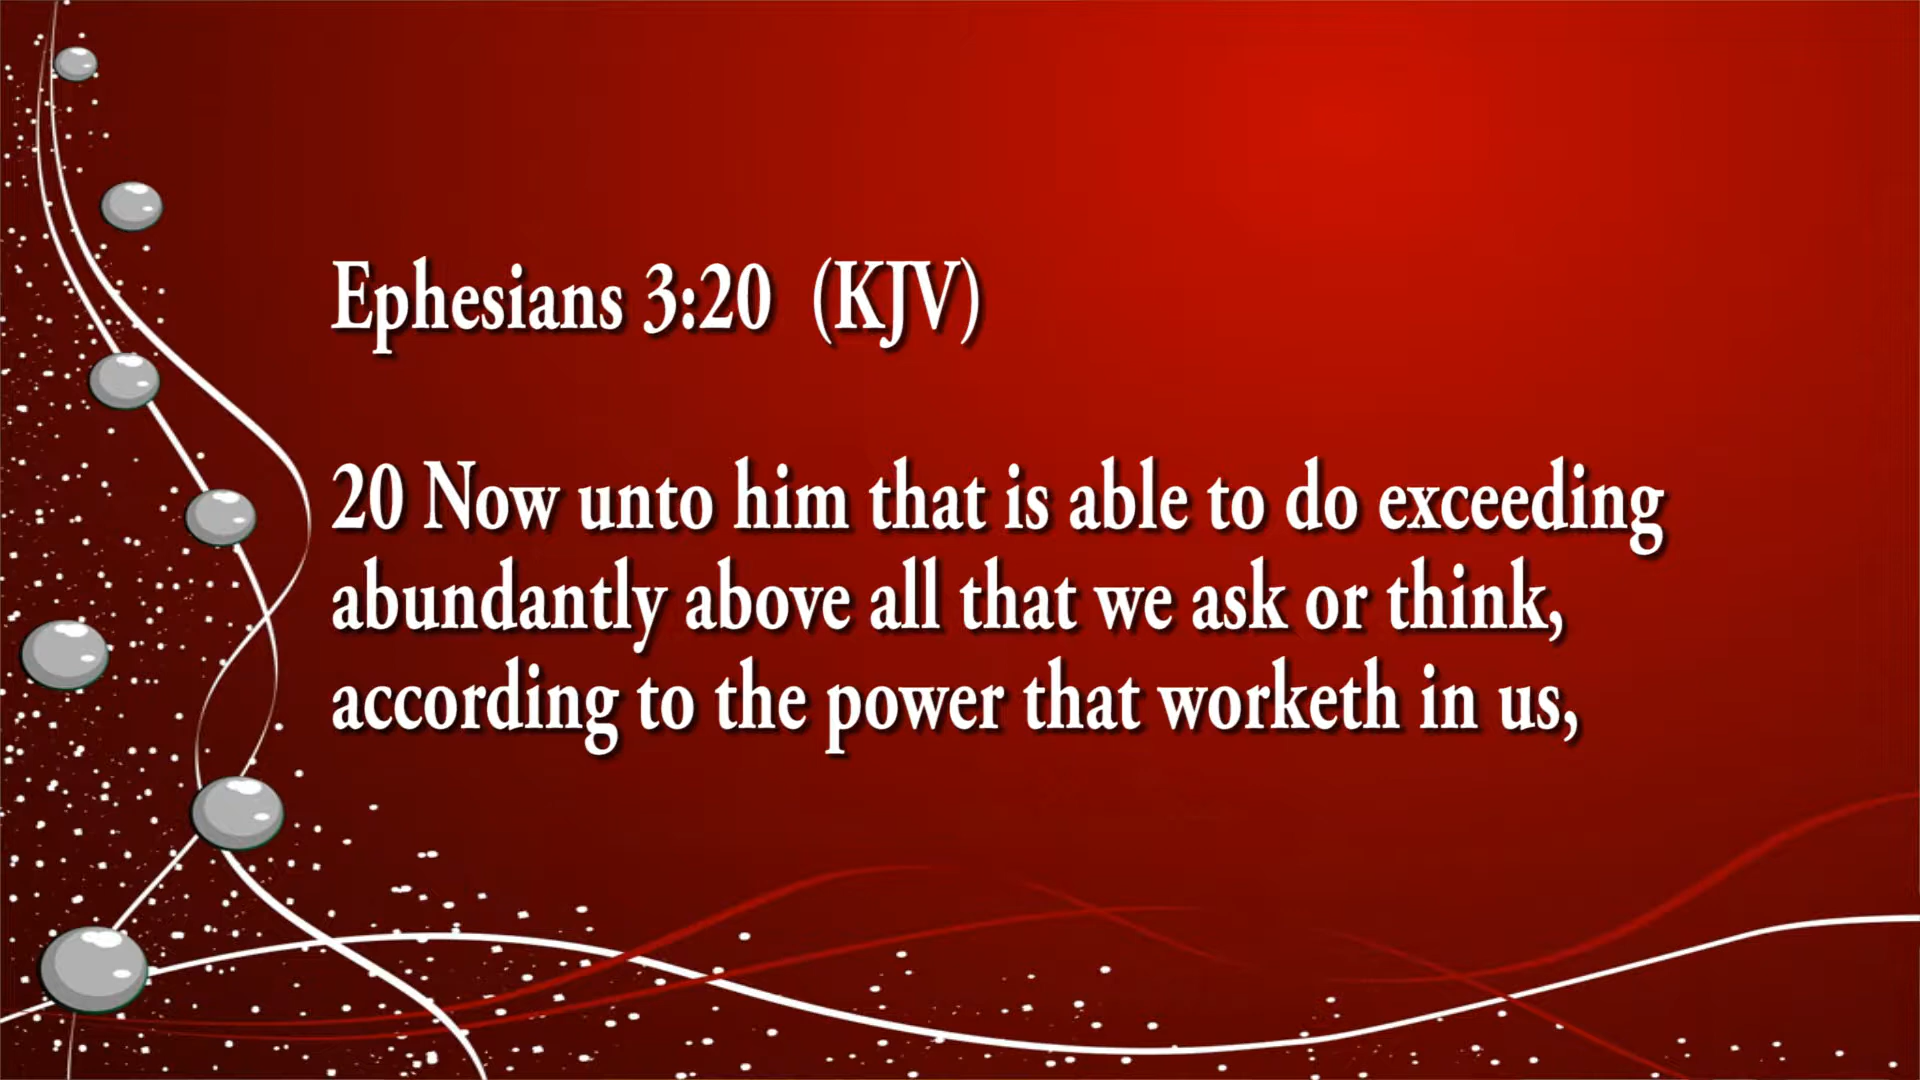 Ephesians 3:20  (KJV)
20 Now unto him that is able to do exceeding
abundantly above all that we ask or think,
according to the power that worketh in us,